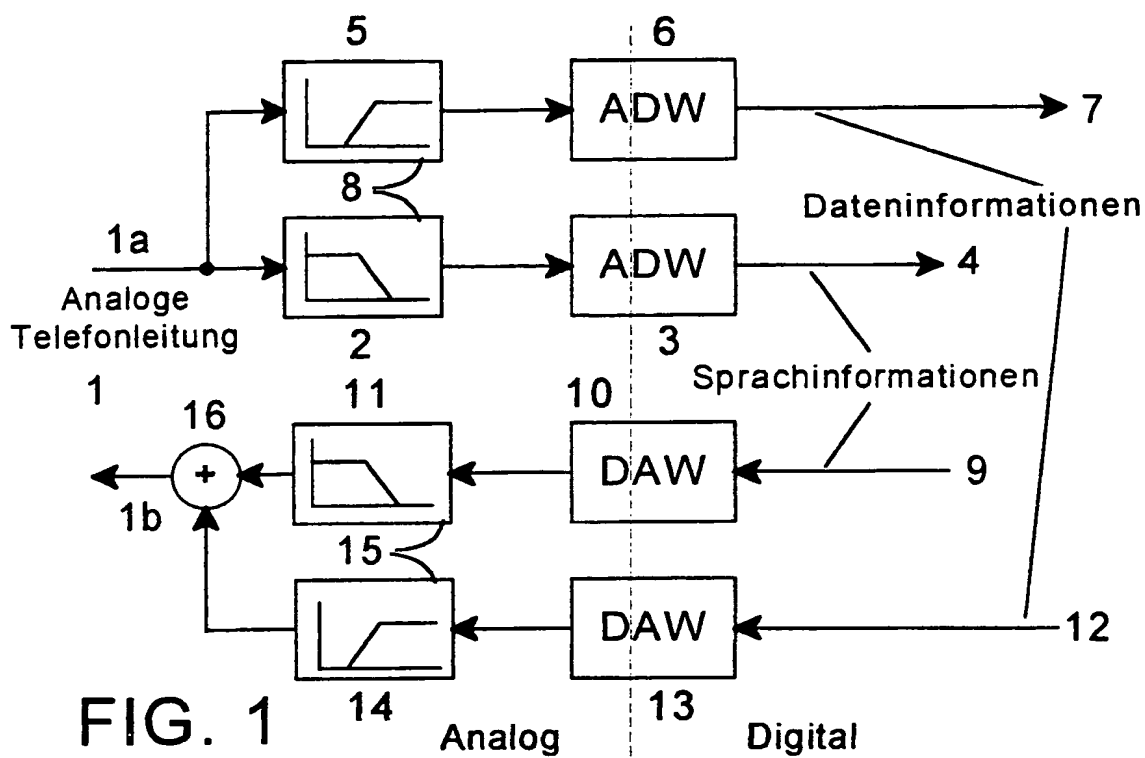 5 6
ADW 7
8
Dateninformationen
1a
ADW 4
Analoge
Telefonleitung
2 3
Sprachinformationen
1 11 10
16
+ DAW 9
1b
15
DAW 12
14 13
FIG. 1 Analog Digital